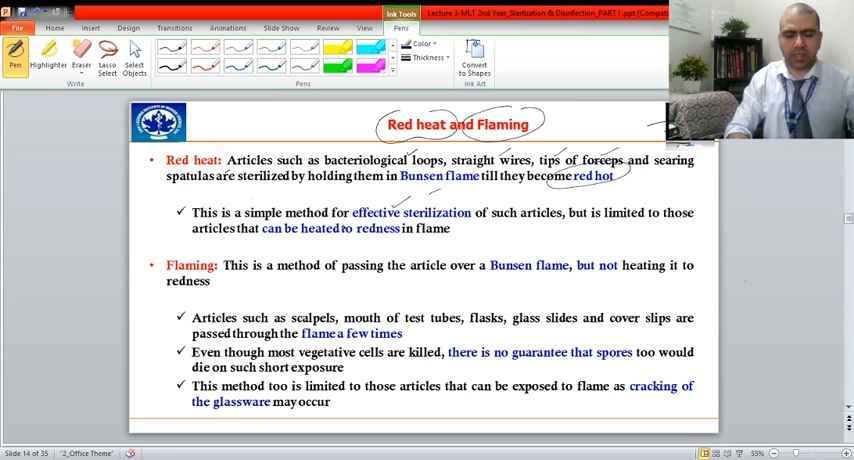 Ink Tools
Lecture 3-MLT 2nd Year_Sterlization & Disinfection_PART I .ppt [Compati
File Home Insert Design Transitions Animations Slide Show Review View Pens
Pen Highlighter Eraser Lasso Select Select Objects
Color
Thickness
Convert to Shapes
Write Pens Ink Art
Red heat and Flaming
• Red heat: Articles such as bacteriological loops, straight wires, tips of forceps and searing
spatulas are sterilized by holding them in Bunsen flame till they become red hot
✓ This is a simple method for effective sterilization of such articles, but is limited to those
articles that can be heated to redness in flame
• Flaming: This is a method of passing the article over a Bunsen flame, but not heating it to
redness
✓ Articles such as scalpels, mouth of test tubes, flasks, glass slides and cover slips are
passed through the flame a few times
✓ Even though most vegetative cells are killed, there is no guarantee that spores too would
die on such short exposure
✓ This method too is limited to those articles that can be exposed to flame as cracking of
the glassware may occur
Slide 14 of 35 "2_Office Theme" 55%